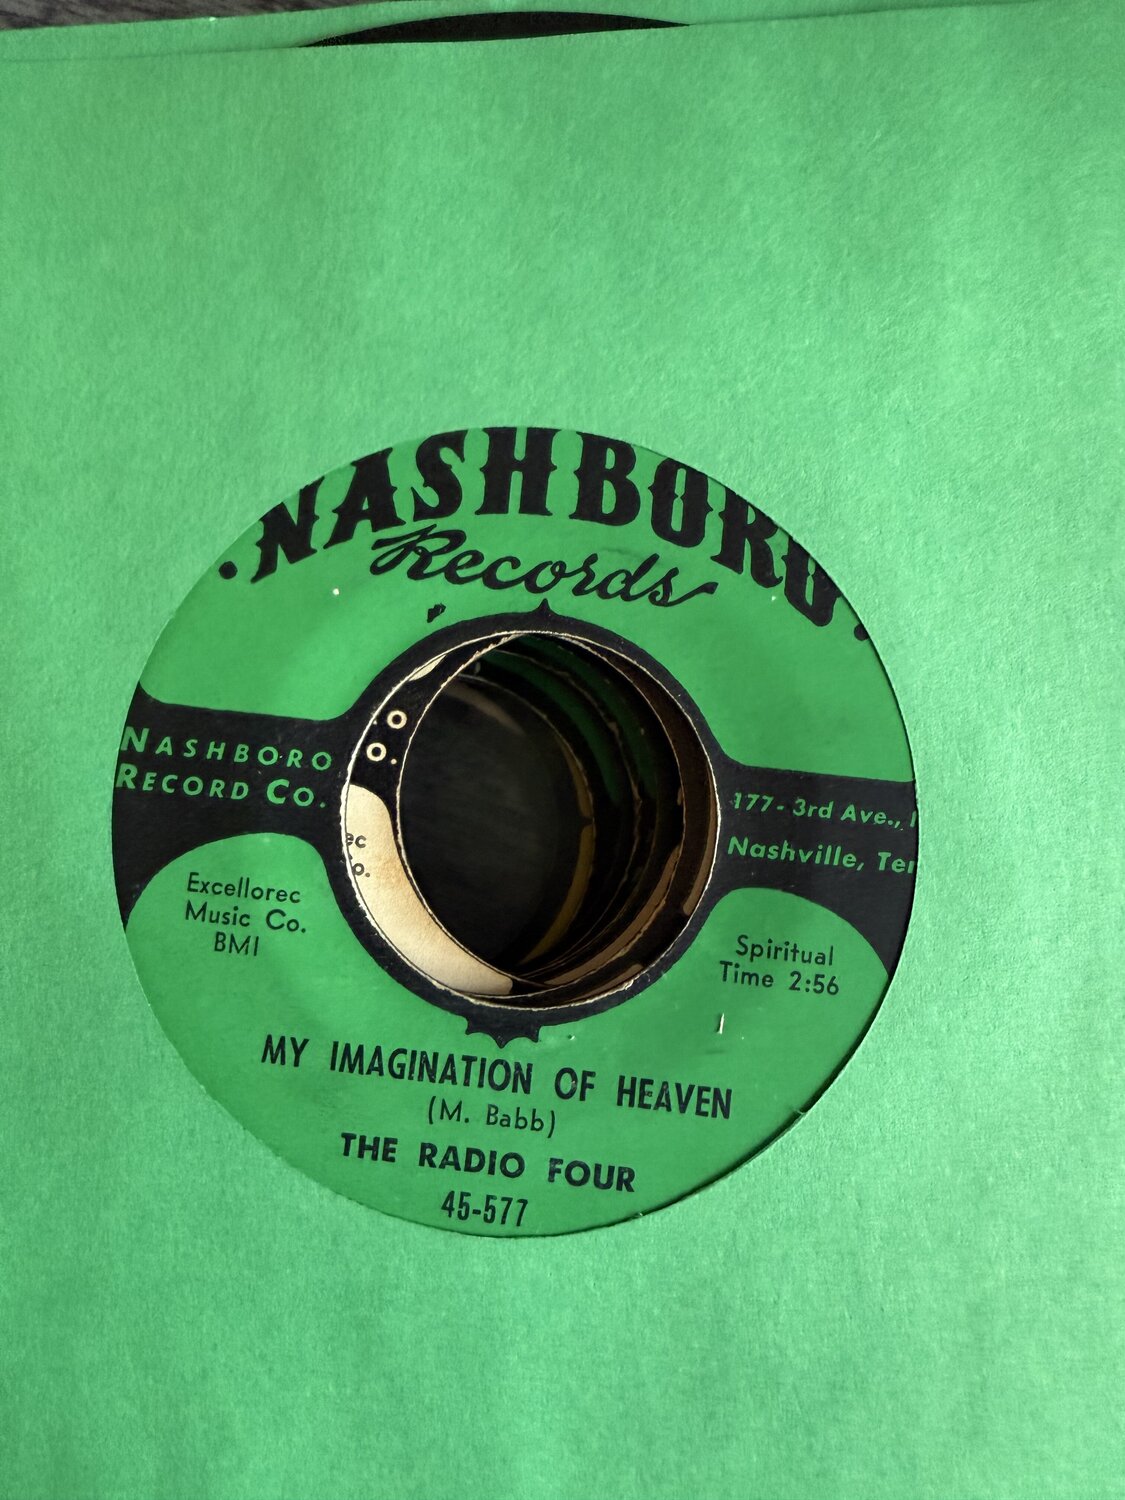 NASHBORO
Records
NASHBORO
RECORD CO.
177-3rd Ave.,
Nashville,
Excellorec
Music Co.
BMI
Spiritual
Time 2:56
MY IMAGINATION OF HEAVEN
(M. Babb)
THE RADIO FOUR
45-577